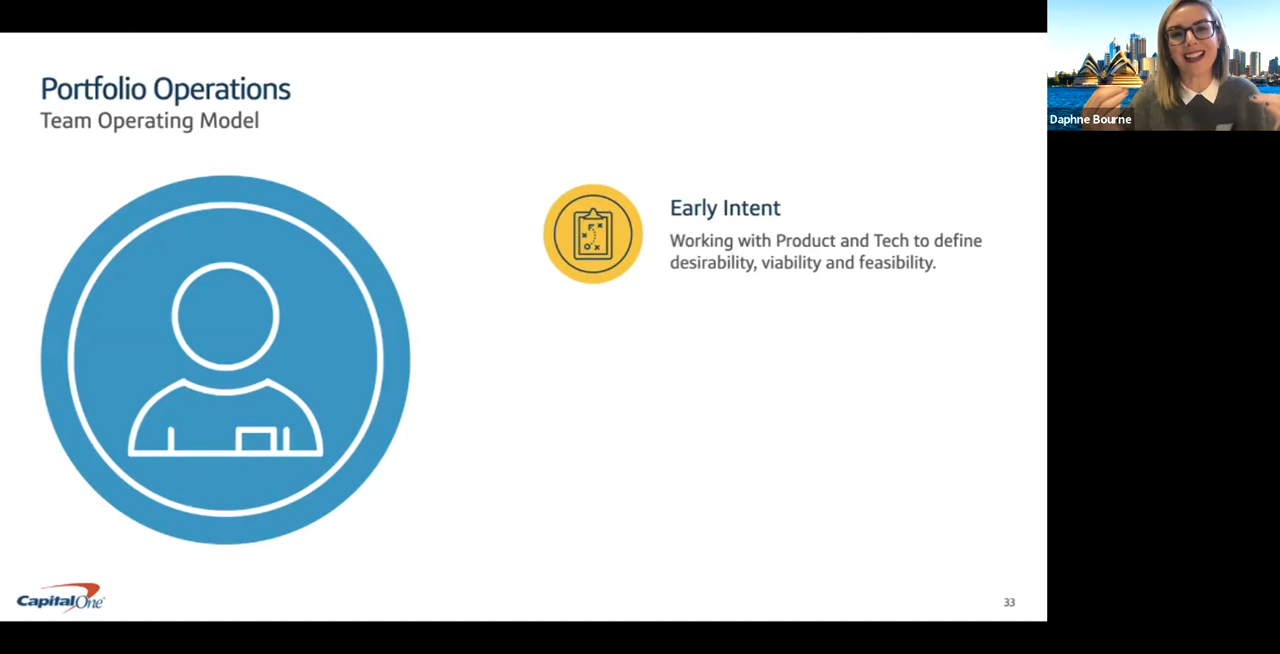 Portfolio Operations
Team Operating Model
Early Intent
Working with Product and Tech to define
desirability, viability and feasibility.
Daphne Bourne
Capital One
33